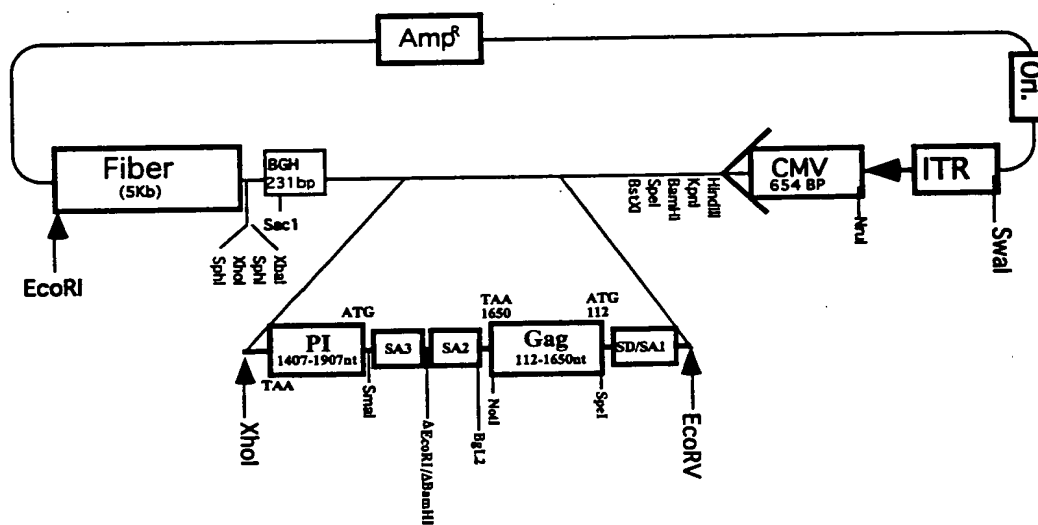 Amp R
Ori.
Fiber
(5Kb)
BGH
231bp
CMV
654 BP
ITR
Sac1
SphI
XhoI
SphI
XbaI
EcoRI
BstXI
SpeI
BamHI
KpnI
HindIII
NruI
SwaI
ATG
TAA
1650
ATG
112
PI
1407-1907nt
SA3
SA2
Gag
112-1650nt
SD/SA1
TAA
SmaI
NotI
SpeI
XhoI
ΔEcoRI/ΔBamHI
BgL2
EcoRV